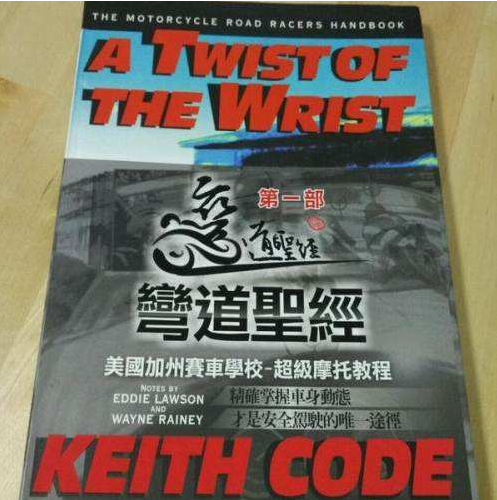 THE MOTORCYCLE ROAD RACERS HANDBOOK
A TWIST OF
THE WRIST
第一部
彎道聖經
彎道聖經
美國加州賽車學校-超級摩托教程
NOTES BY
EDDIE LAWSON
AND
WAYNE RAINEY
精確掌握車身動態
才是安全駕駛的唯一途徑
KEITH CODE